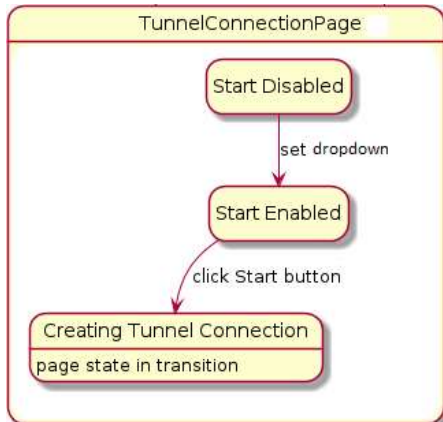 TunnelConnectionPage
Start Disabled
set dropdown
Start Enabled
click Start button
Creating Tunnel Connection
page state in transition